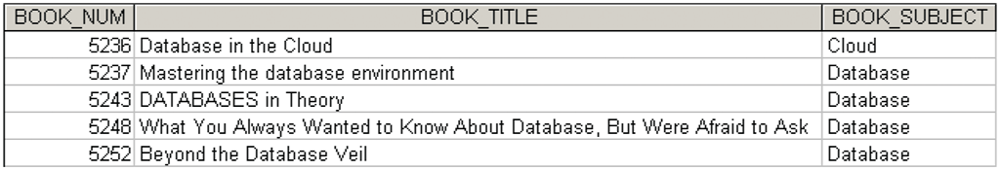 BOOK_NUM BOOK_TITLE BOOK_SUBJECT
5236 Database in the Cloud Cloud
5237 Mastering the database environment Database
5243 DATABASES in Theory Database
5248 What You Always Wanted to Know About Database, But Were Afraid to Ask Database
5252 Beyond the Database Veil Database